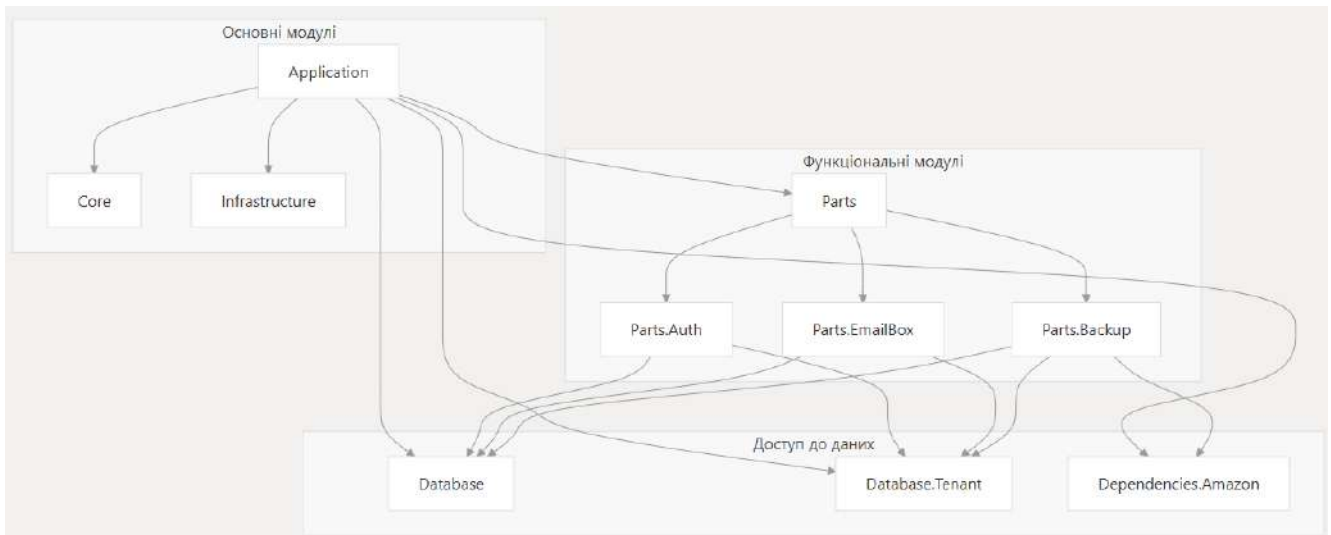 Основні модулі
Application
Core
Infrastructure
Функціональні модулі
Parts
Parts.Auth
Parts.EmailBox
Parts.Backup
Доступ до даних
Database
Database.Tenant
Dependencies.Amazon